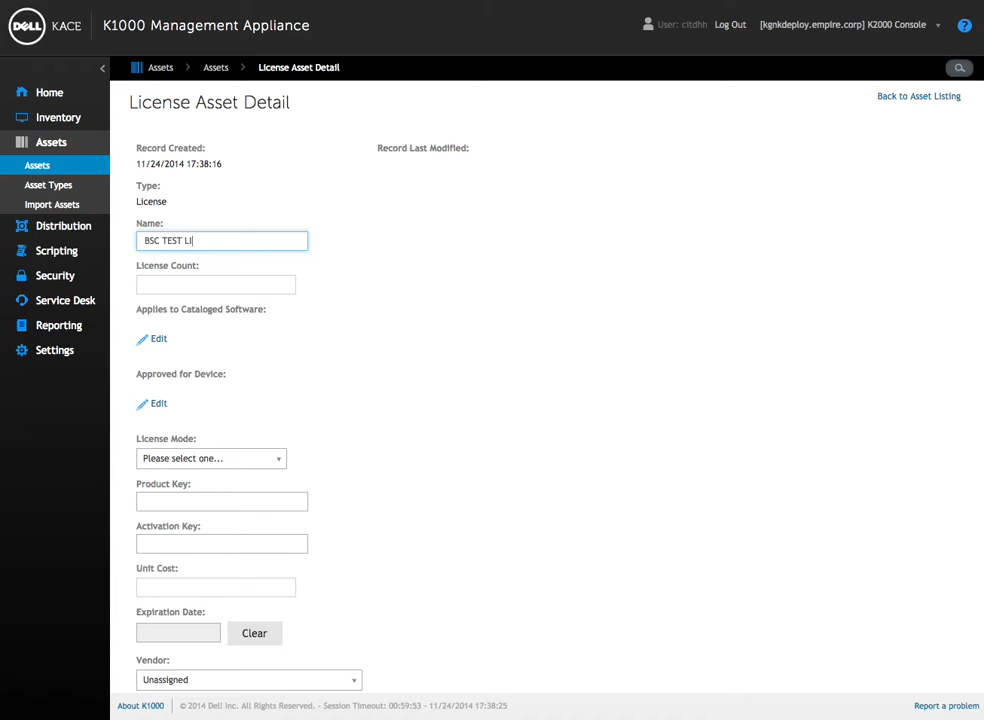 DELL KACE K1000 Management Appliance
User: citdhh Log Out [kgnkdeploy.empire.corp] K2000 Console ?
Assets Assets License Asset Detail
Home
Inventory
Assets
Assets
Asset Types
Import Assets
Distribution
Scripting
Security
Service Desk
Reporting
Settings
License Asset Detail
Back to Asset Listing
Record Created: Record Last Modified:
11/24/2014 17:38:16
Type:
License
Name:
BSC TEST LI
License Count:
Applies to Cataloged Software:
Edit
Approved for Device:
Edit
License Mode:
Please select one...
Product Key:
Activation Key:
Unit Cost:
Expiration Date:
Clear
Vendor:
Unassigned
About K1000 © 2014 Dell Inc. All Rights Reserved. - Session Timeout: 00:59:53 - 11/24/2014 17:38:25 Report a problem